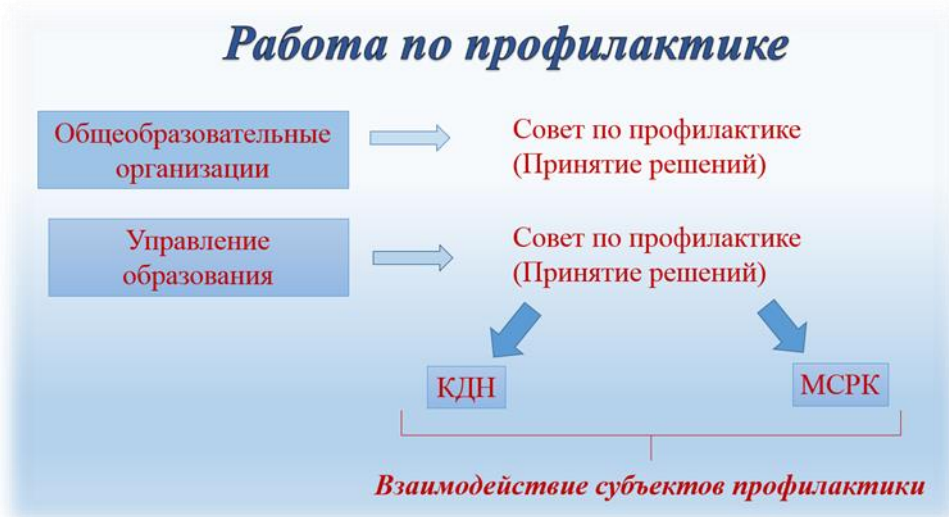 Работа по профилактике
Общеобразовательные
организации
Совет по профилактике
(Принятие решений)
Управление
образования
Совет по профилактике
(Принятие решений)
КДН
МСРК
Взаимодействие субъектов профилактики